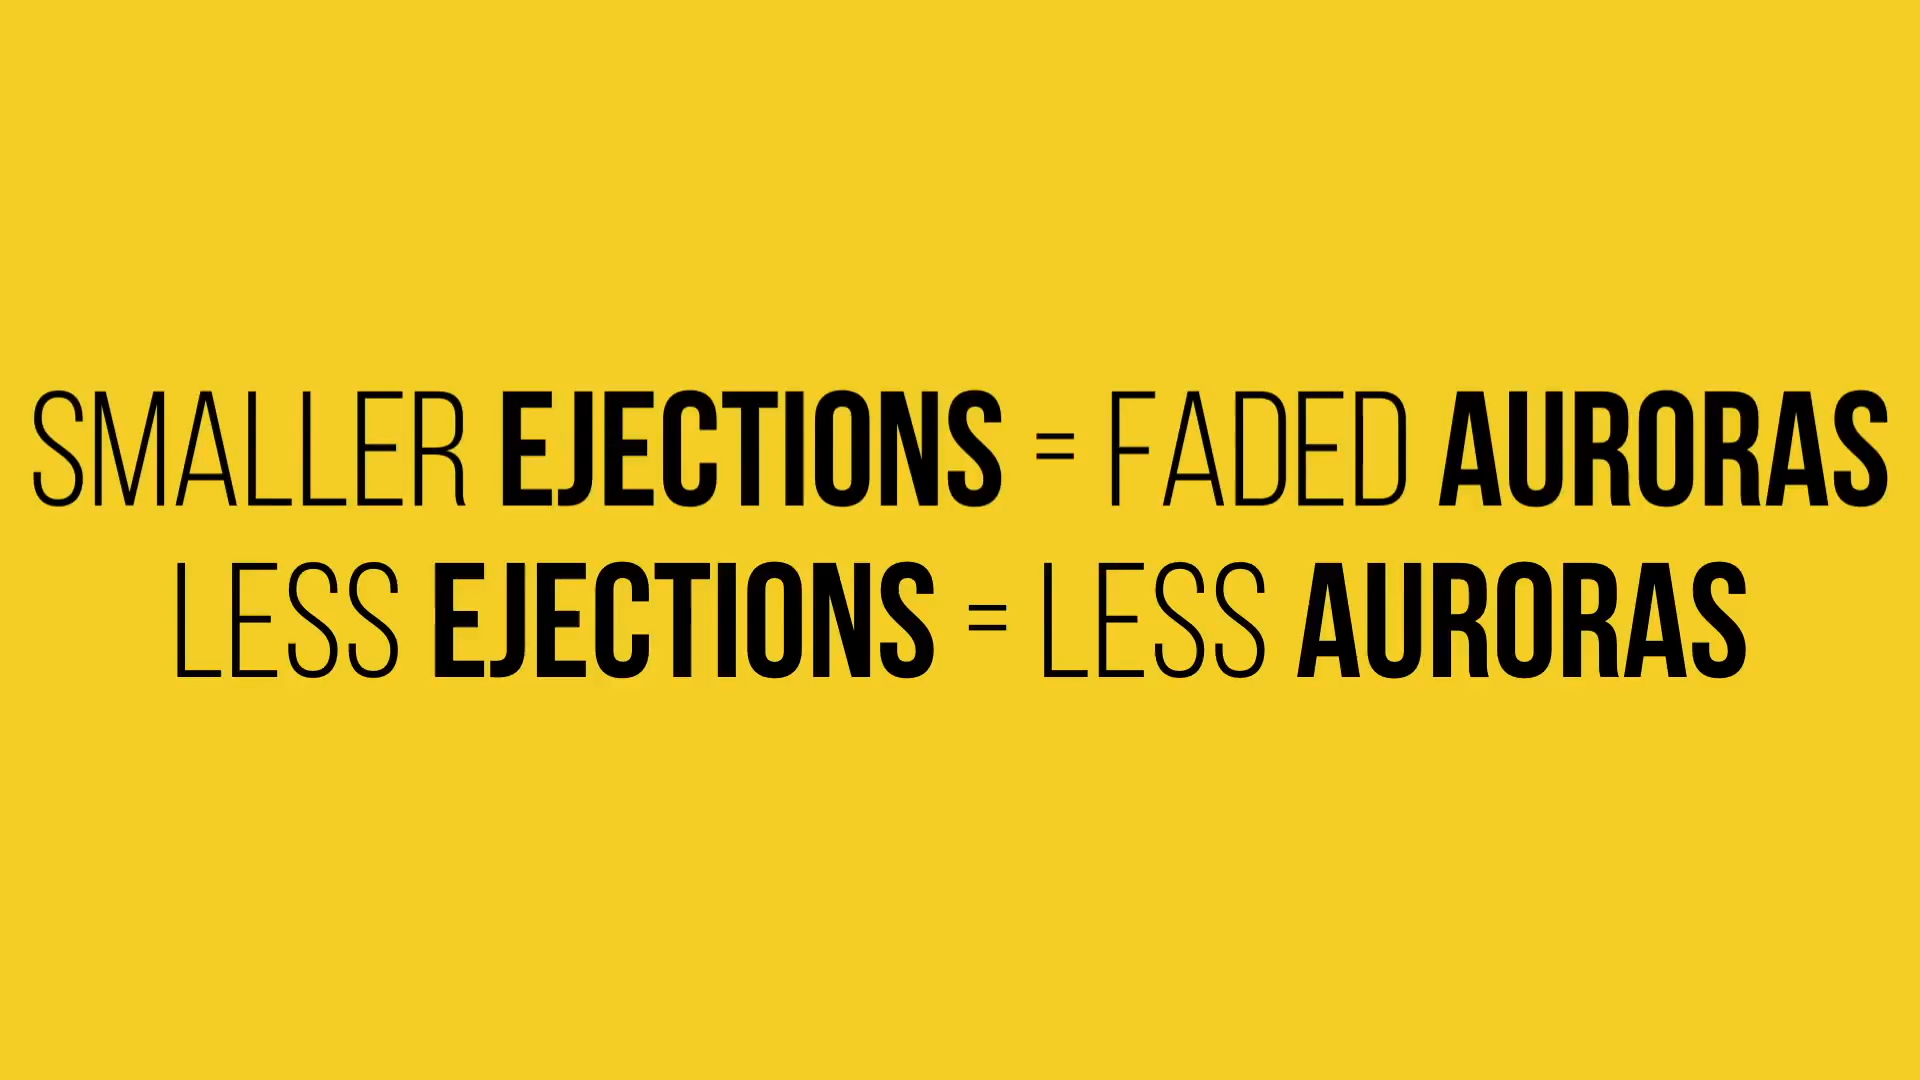 SMALLER EJECTIONS = FADED AURORAS
LESS EJECTIONS = LESS AURORAS